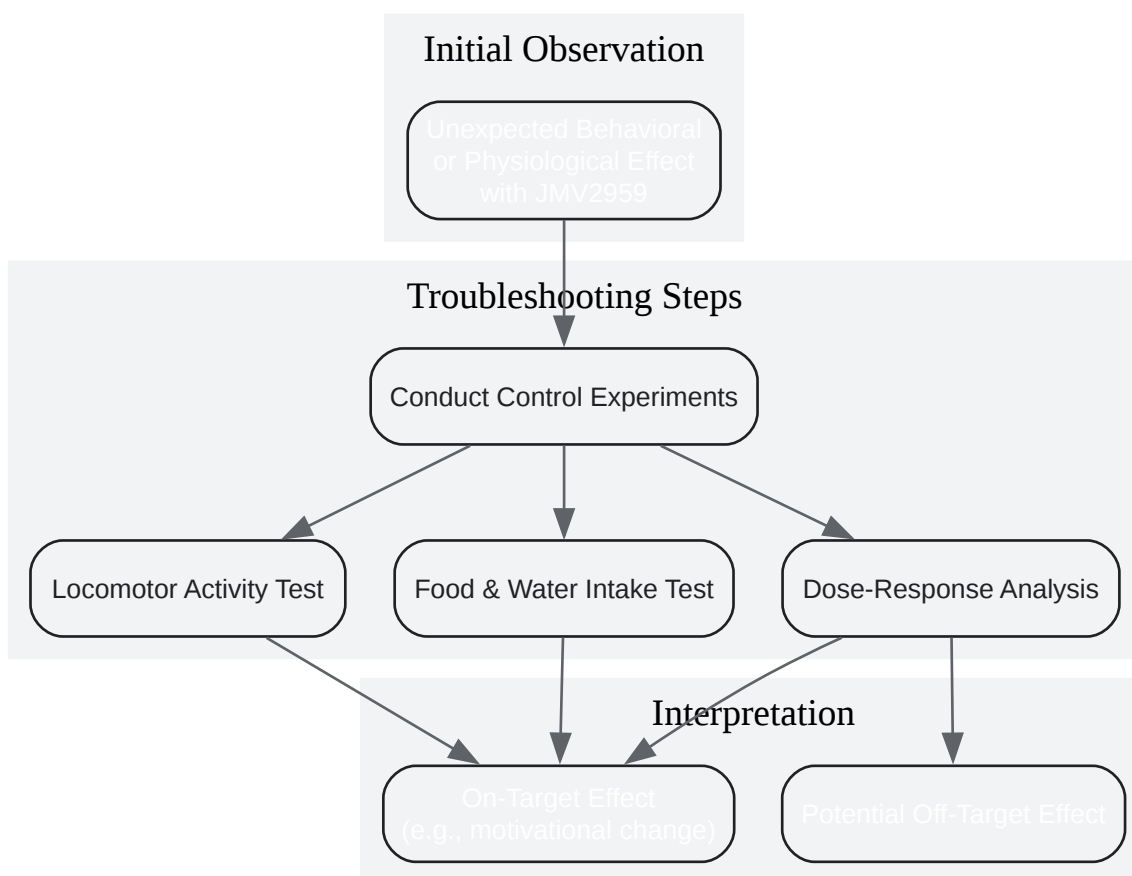 Initial Observation
Unexpected Behavioral
or Physiological Effect
with JMV2959
Troubleshooting Steps
Conduct Control Experiments
Locomotor Activity Test
Food & Water Intake Test
Dose-Response Analysis
Interpretation
On-Target Effect
(e.g., motivational change)
Potential Off-Target Effect